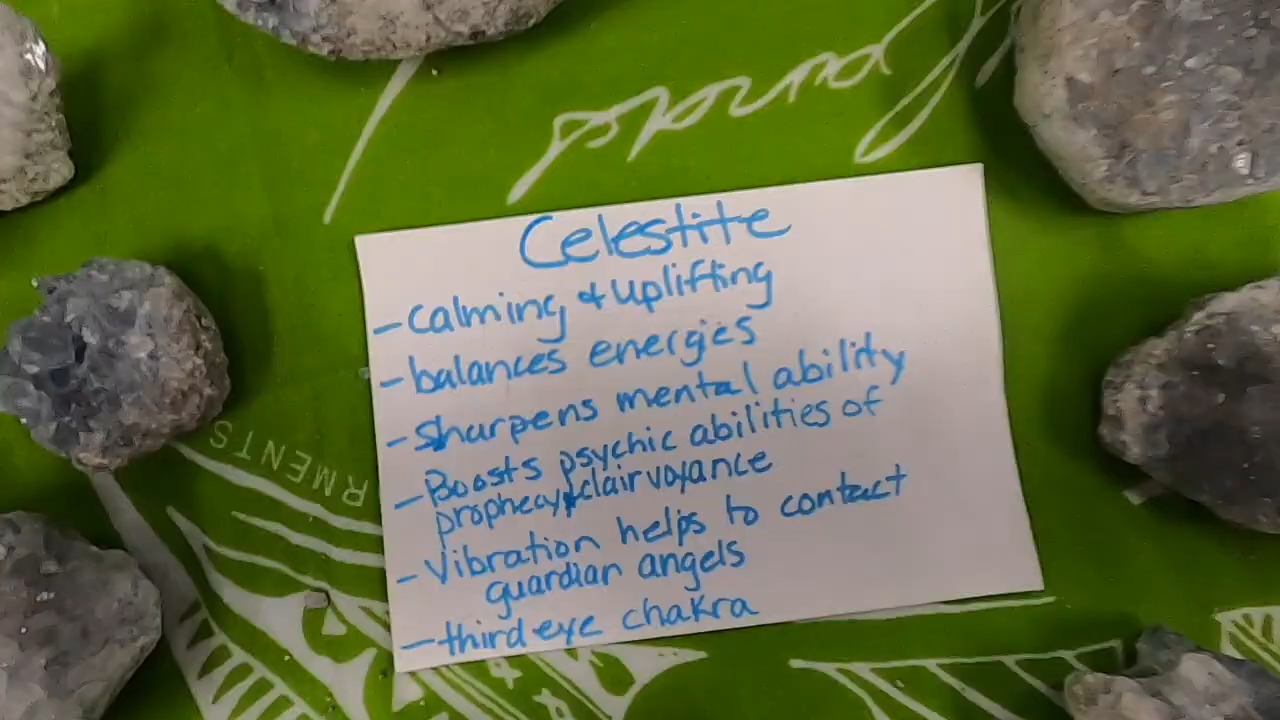 Celestite
- Calming & Uplifting
- balances energies
- sharpens mental ability
- Boosts psychic abilities of
prophecy & clairvoyance
- Vibration helps to contact
guardian angels
- third eye chakra
RMENTS